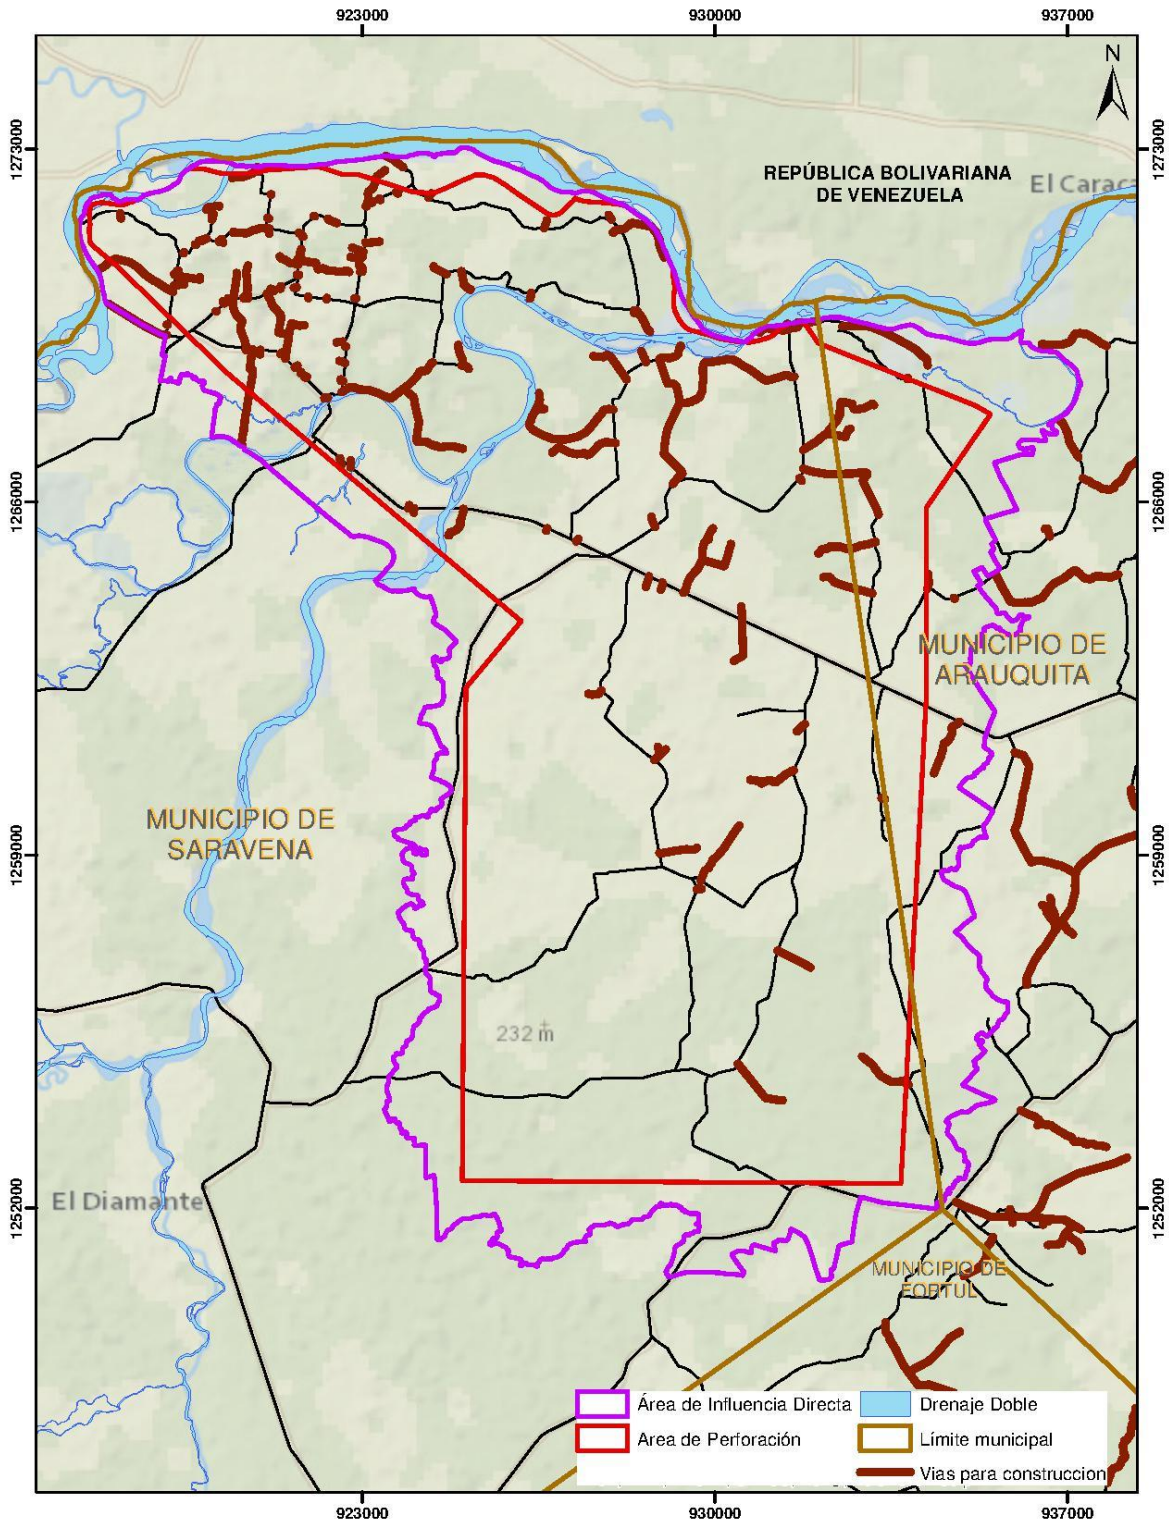 923000
930000
937000
N
1273000
1273000
REPÚBLICA BOLIVARIANA
DE VENEZUELA
El Carac
1266000
1266000
MUNICIPIO DE
ARAUQUITA
MUNICIPIO DE
SARAVENA
1259000
1259000
232 m
El Diamante
1252000
1252000
MUNICIPIO DE
FORTUL
Área de Influencia Directa
Drenaje Doble
Area de Perforación
Límite municipal
Vias para construccion
923000
930000
937000